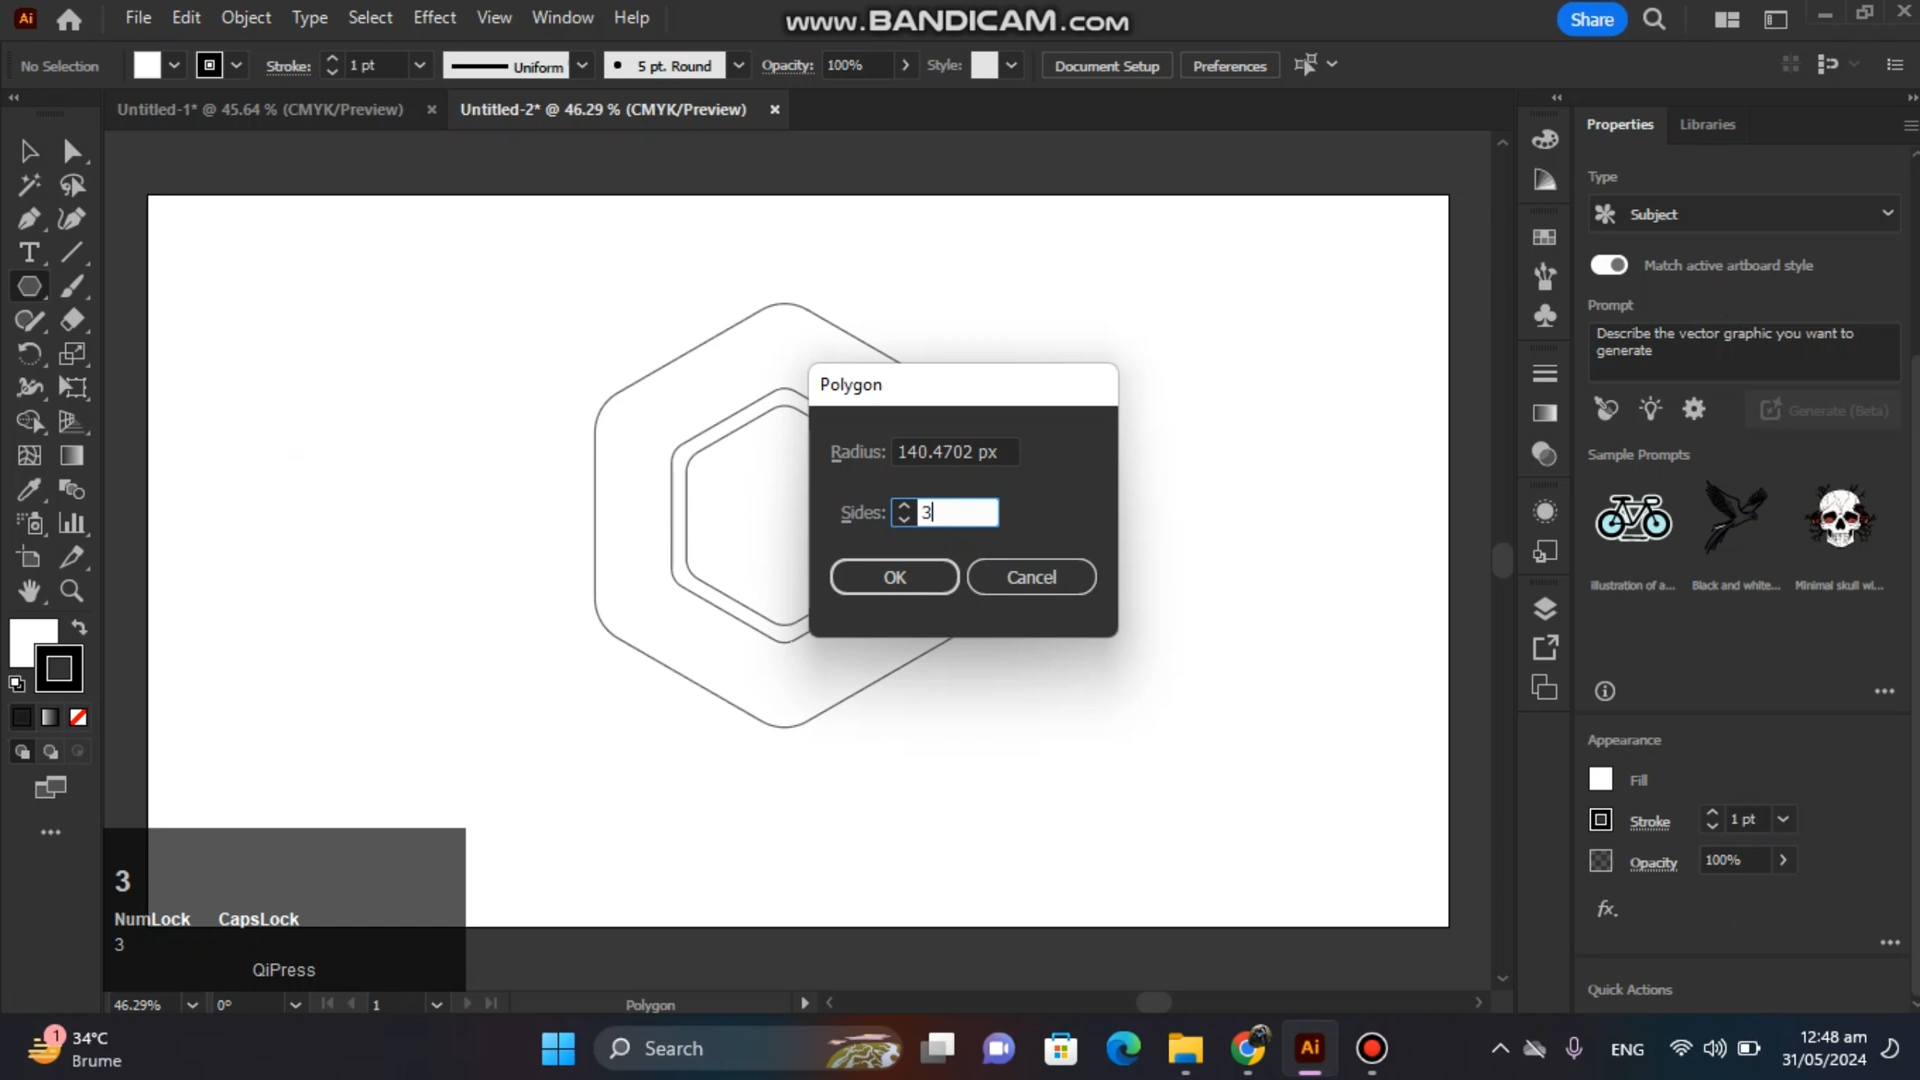 Ai File Edit Object Type Select Effect View Window Help www.BANDICAM.com Share
No Selection Stroke: 1 pt Uniform 5 pt. Round Opacity: 100% Style: Document Setup Preferences
Untitled-1* @ 45.64 % (CMYK/Preview) Untitled-2* @ 46.29 % (CMYK/Preview)
Properties Libraries
Type
Subject
Match active artboard style
Prompt
Describe the vector graphic you want to
generate
Generate (Beta)
Sample Prompts
Illustration of a... Black and white... Minimal skull wi...
Appearance
Fill
Stroke 1 pt
Opacity 100%
fx.
Quick Actions
Polygon
Radius: 140.4702 px
Sides: 3
OK Cancel
3
NumLock CapsLock
3
QiPress
46.29% 0° 1 Polygon
1 34°C
Brume
Search
Ai
ENG
12:48 am
31/05/2024